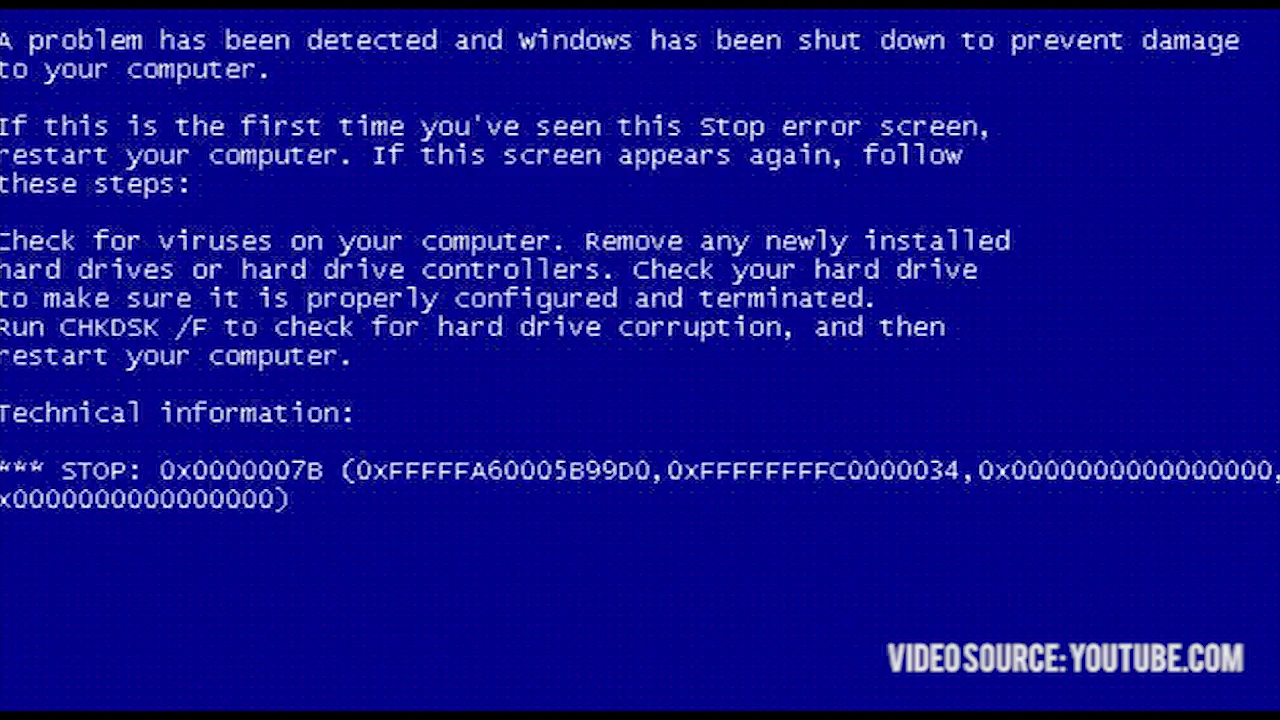 A problem has been detected and Windows has been shut down to prevent damage
to your computer.
If this is the first time you've seen this Stop error screen,
restart your computer. If this screen appears again, follow
these steps:
Check for viruses on your computer. Remove any newly installed
hard drives or hard drive controllers. Check your hard drive
to make sure it is properly configured and terminated.
Run CHKDSK /F to check for hard drive corruption, and then
restart your computer.
Technical information:
*** STOP: 0x0000007B (0xFFFFFA60005B99D0,0xFFFFFFFFC0000034,0x0000000000000000,
x0000000000000000)
VIDEO SOURCE: YOUTUBE.COM